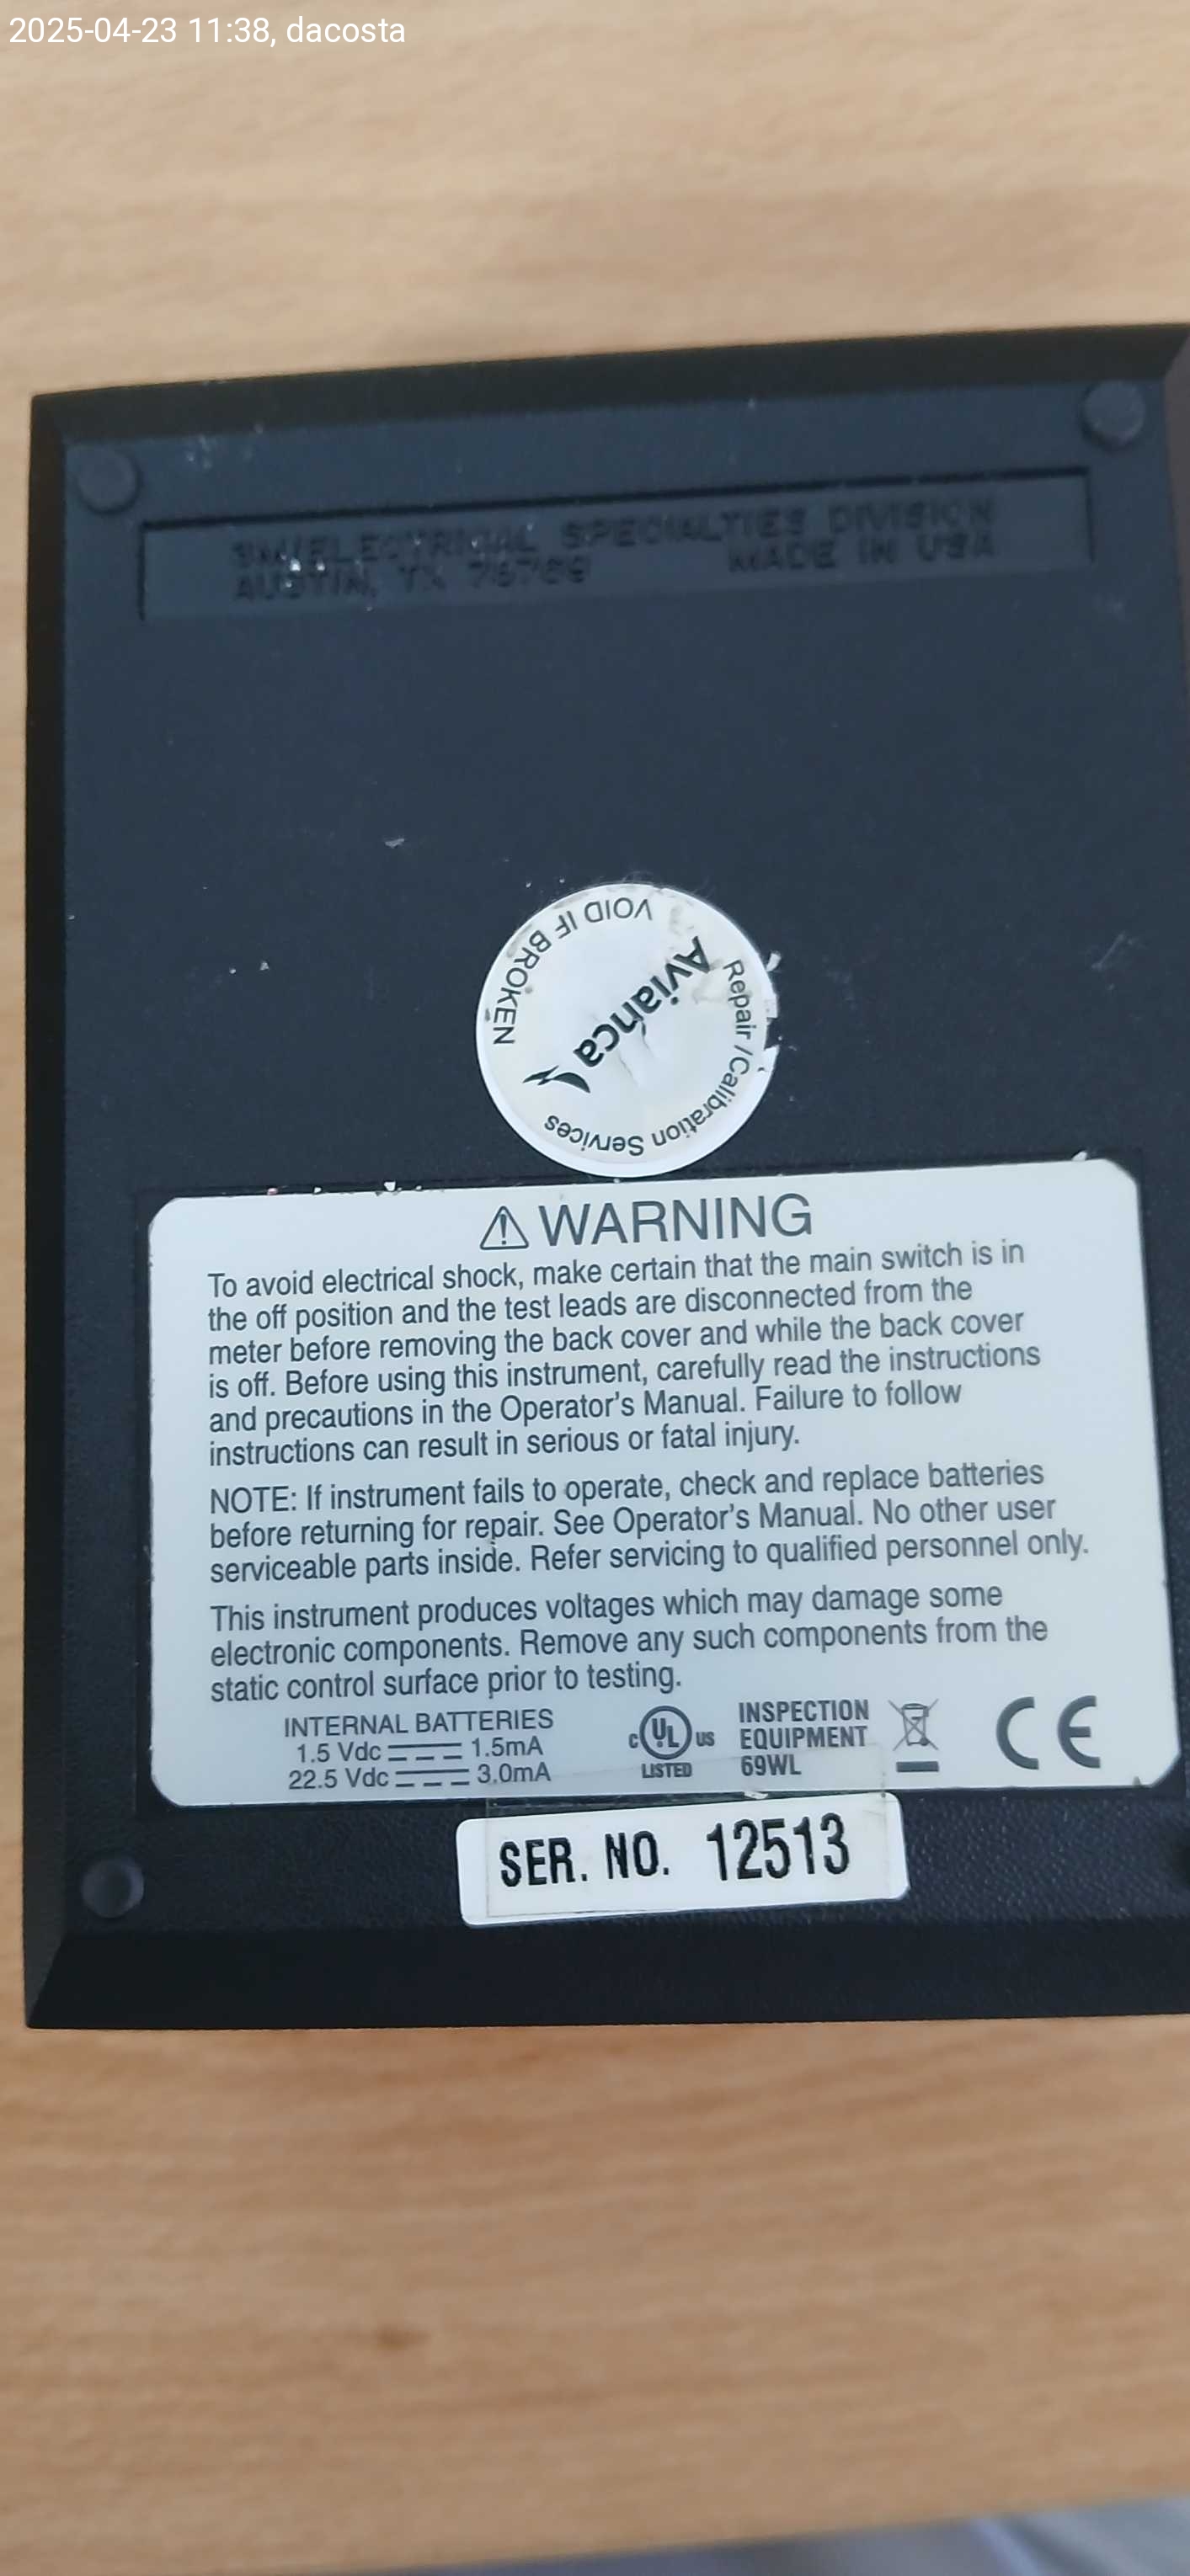 2025-04-23 11:38, dacosta
3M/ELECTRICAL SPECIALTIES DIVISION
AUSTIN, TX 78769 MADE IN USA
VOID IF BROKEN
Avianca
Repair / Calibration Services
⚠ WARNING
To avoid electrical shock, make certain that the main switch is in
the off position and the test leads are disconnected from the
meter before removing the back cover and while the back cover
is off. Before using this instrument, carefully read the instructions
and precautions in the Operator's Manual. Failure to follow
instructions can result in serious or fatal injury.
NOTE: If instrument fails to operate, check and replace batteries
before returning for repair. See Operator's Manual. No other user
serviceable parts inside. Refer servicing to qualified personnel only.
This instrument produces voltages which may damage some
electronic components. Remove any such components from the
static control surface prior to testing.
INTERNAL BATTERIES
1.5 Vdc 1.5mA
22.5 Vdc 3.0mA
c UL us
LISTED
INSPECTION
EQUIPMENT
69WL
CE
SER. NO. 12513